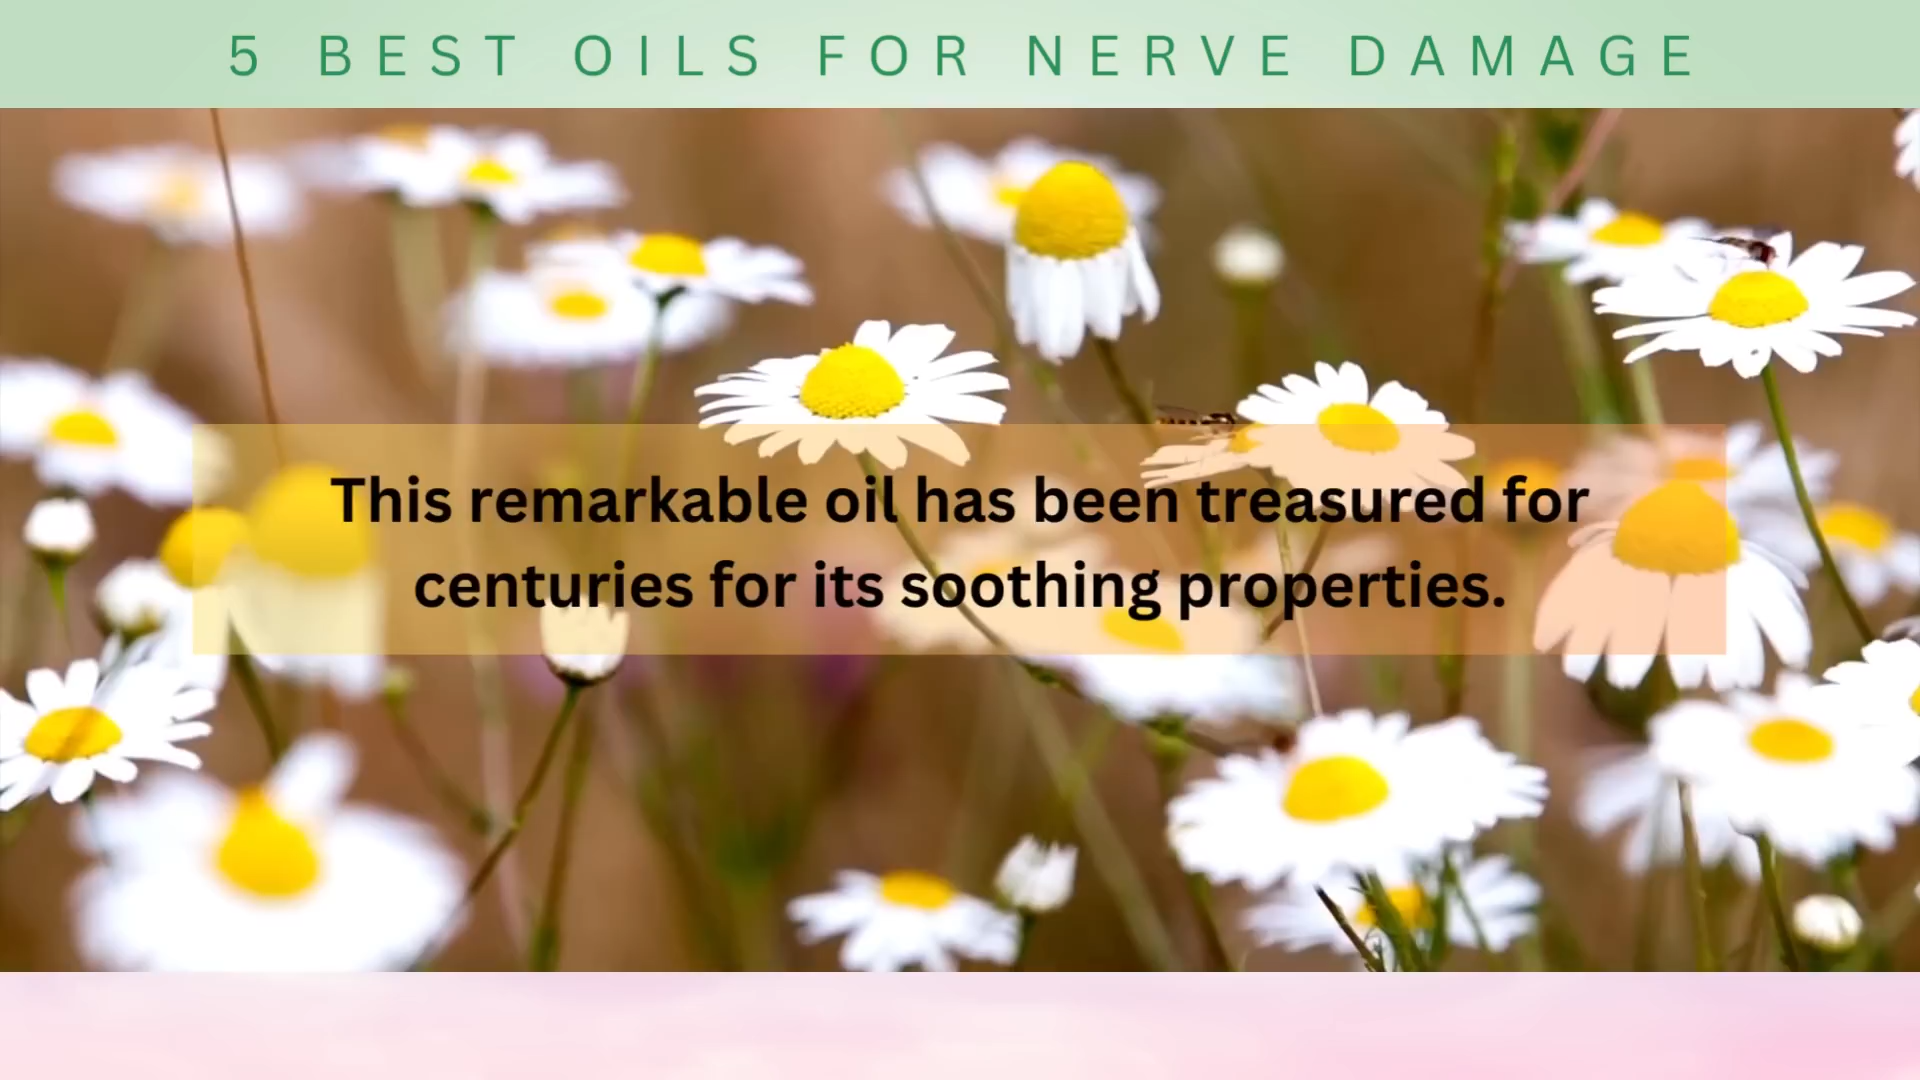 5 BEST OILS FOR NERVE DAMAGE
This remarkable oil has been treasured for
centuries for its soothing properties.